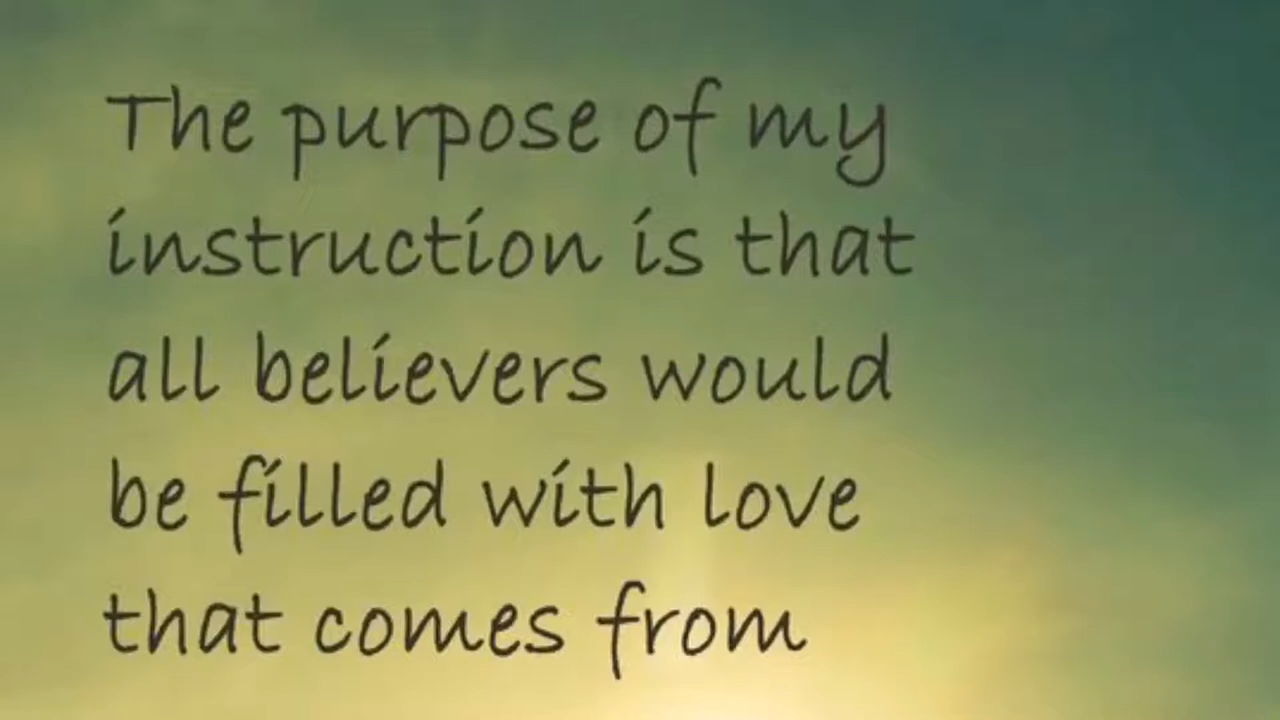 The purpose of my
instruction is that
all believers would
be filled with love
that comes from